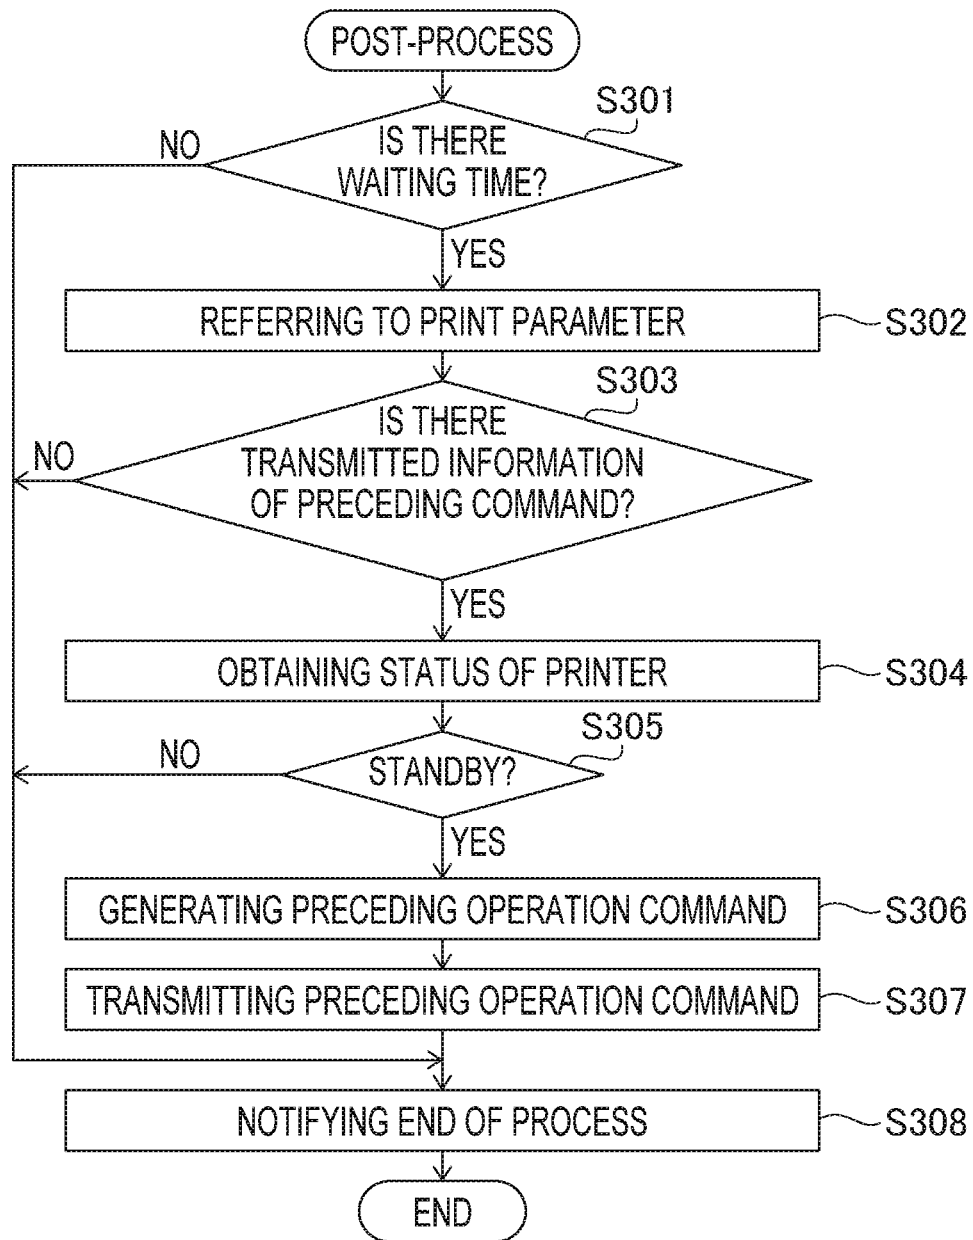 POST-PROCESS
S301
IS THERE
WAITING TIME?
NO
YES
REFERRING TO PRINT PARAMETER
S302
S303
IS THERE
TRANSMITTED INFORMATION
OF PRECEDING COMMAND?
NO
YES
OBTAINING STATUS OF PRINTER
S304
S305
STANDBY?
NO
YES
GENERATING PRECEDING OPERATION COMMAND
S306
TRANSMITTING PRECEDING OPERATION COMMAND
S307
NOTIFYING END OF PROCESS
S308
END